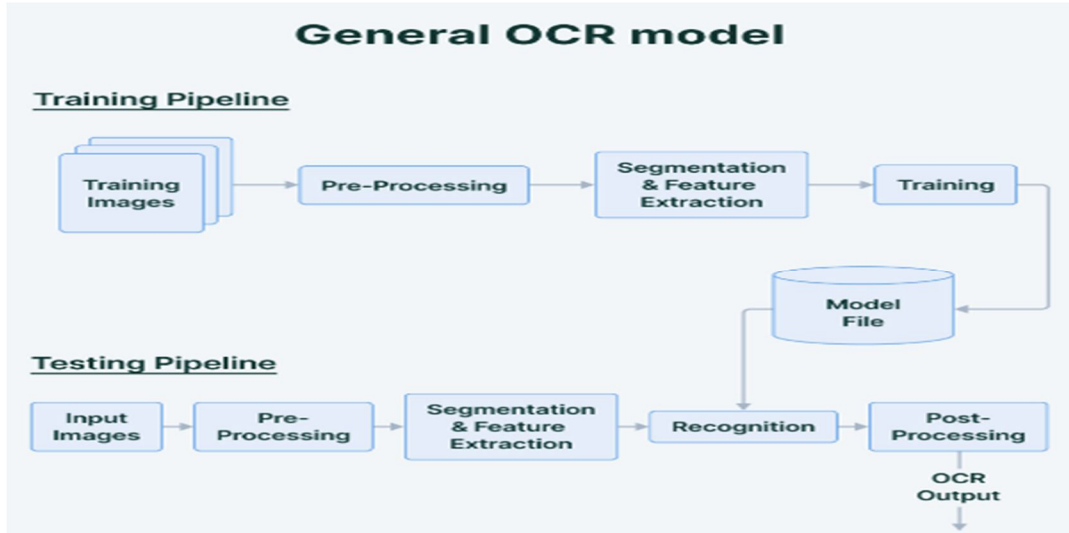 General OCR model
Training Pipeline
Training
Images
Pre-Processing
Segmentation
& Feature
Extraction
Training
Model
File
Testing Pipeline
Input
Images
Pre-
Processing
Segmentation
& Feature
Extraction
Recognition
Post-
Processing
OCR
Output